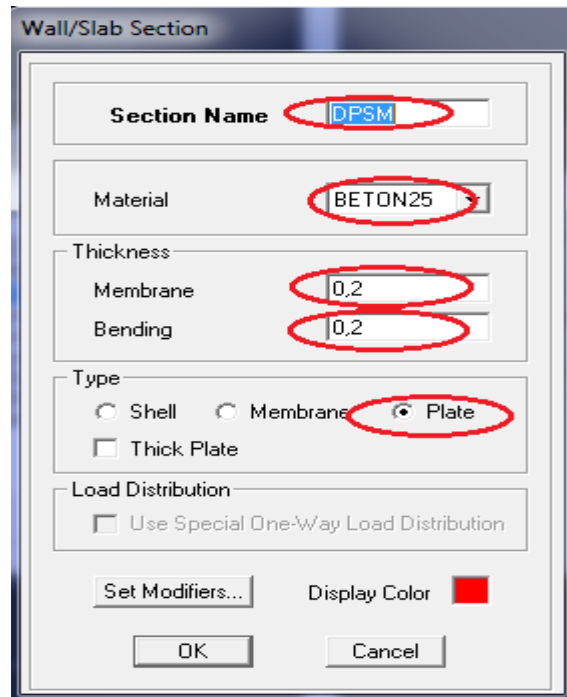 Wall/Slab Section
Section Name DPSM
Material BETON25
Thickness
Membrane 0,2
Bending 0,2
Type
Shell Membrane Plate
Thick Plate
Load Distribution
Use Special One-Way Load Distribution
Set Modifiers... Display Color
OK Cancel